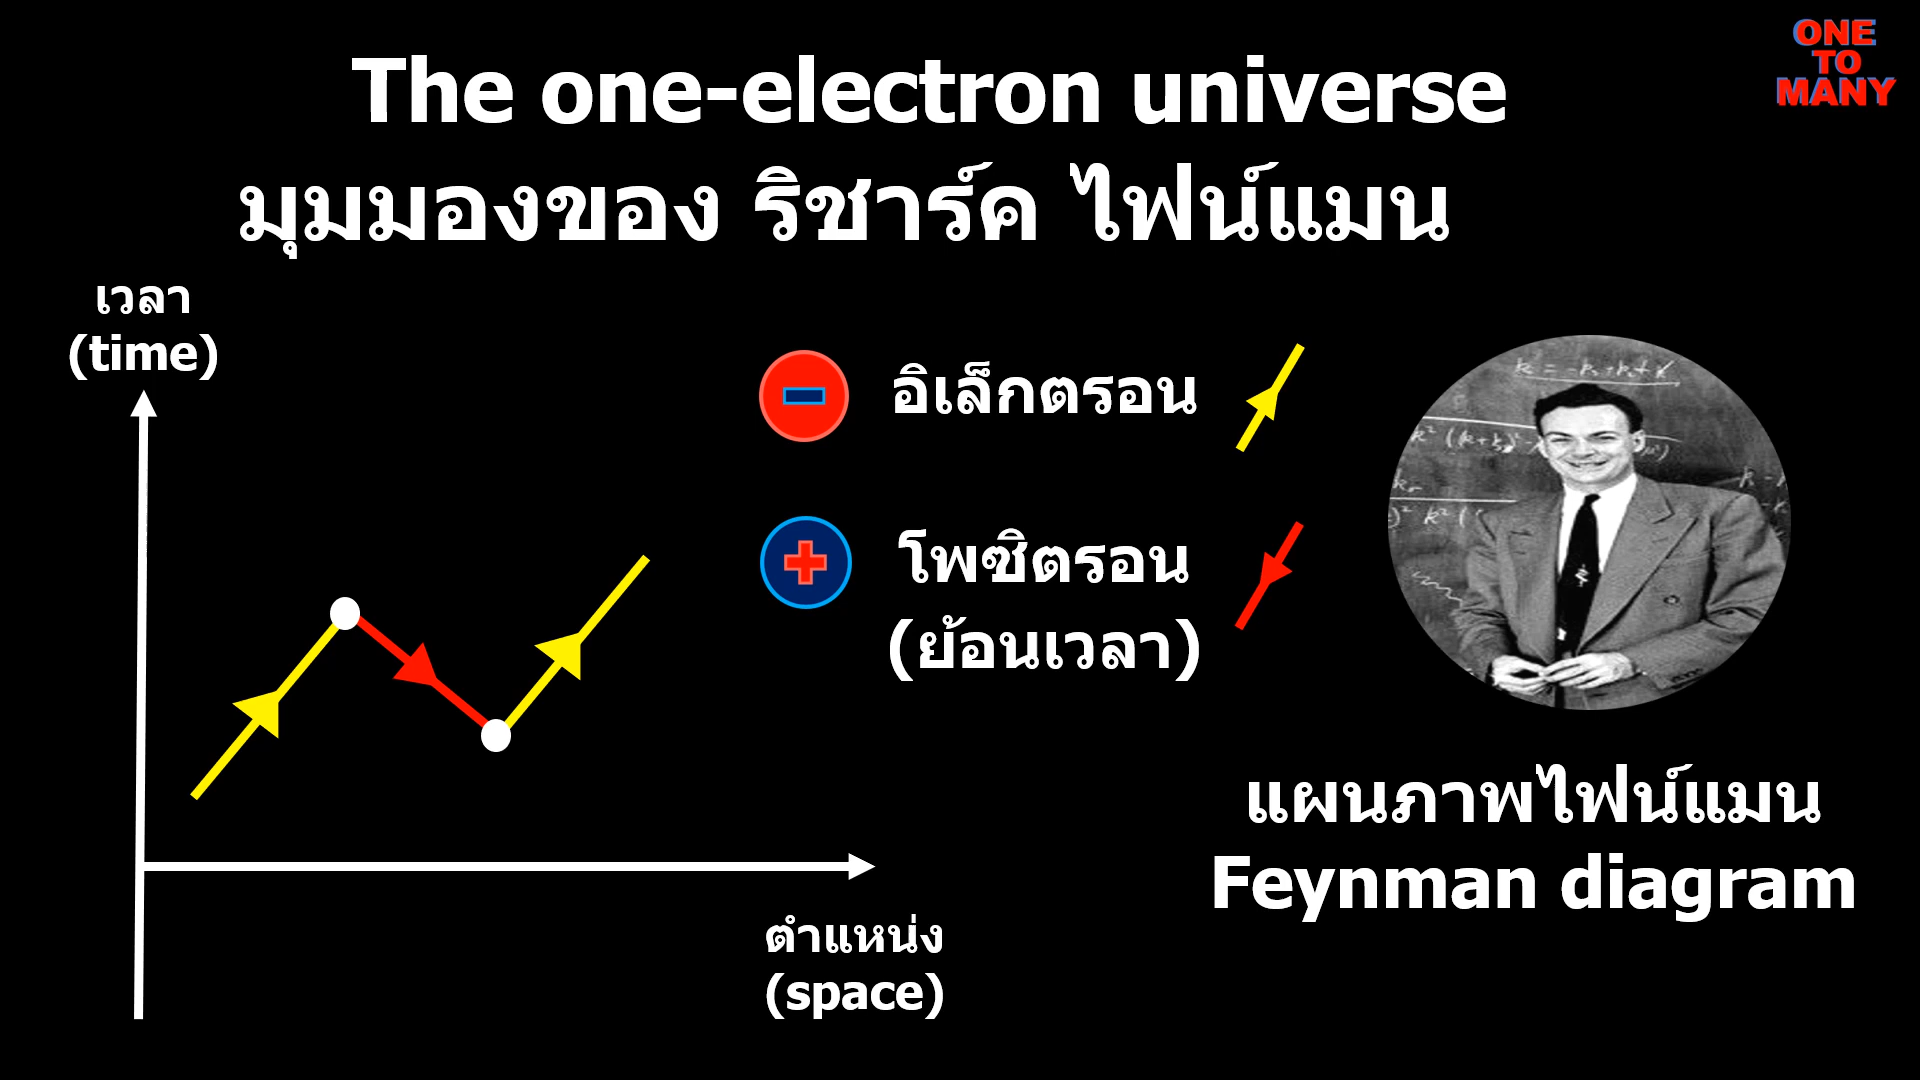 ONE
TO
MANY
The one-electron universe
มุมมองของ ริชาร์ค ไฟน์แมน
เวลา
(time)
อิเล็กตรอน
โพซิตรอน
(ย้อนเวลา)
แผนภาพไฟน์แมน
Feynman diagram
ตำแหน่ง
(space)